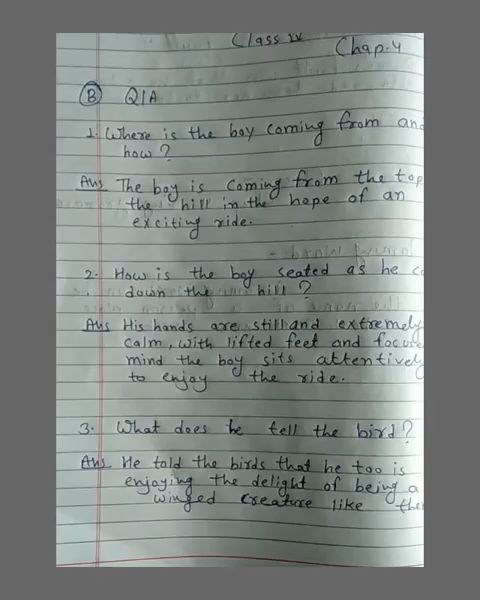 Class IX
Chap.4
B Q/A
1. Where is the boy coming from and
how?
Ans The boy is coming from the top
the hill in the hope of an
exciting ride.
2. How is the boy seated as he
down the hill?
Ans His hands are still and extremely
calm, with lifted feet and
mind the boy sits attentively
to enjoy the ride.
3. What does he tell the bird?
Ans He told the birds that he too is
enjoying the delight of being a
winged creature like